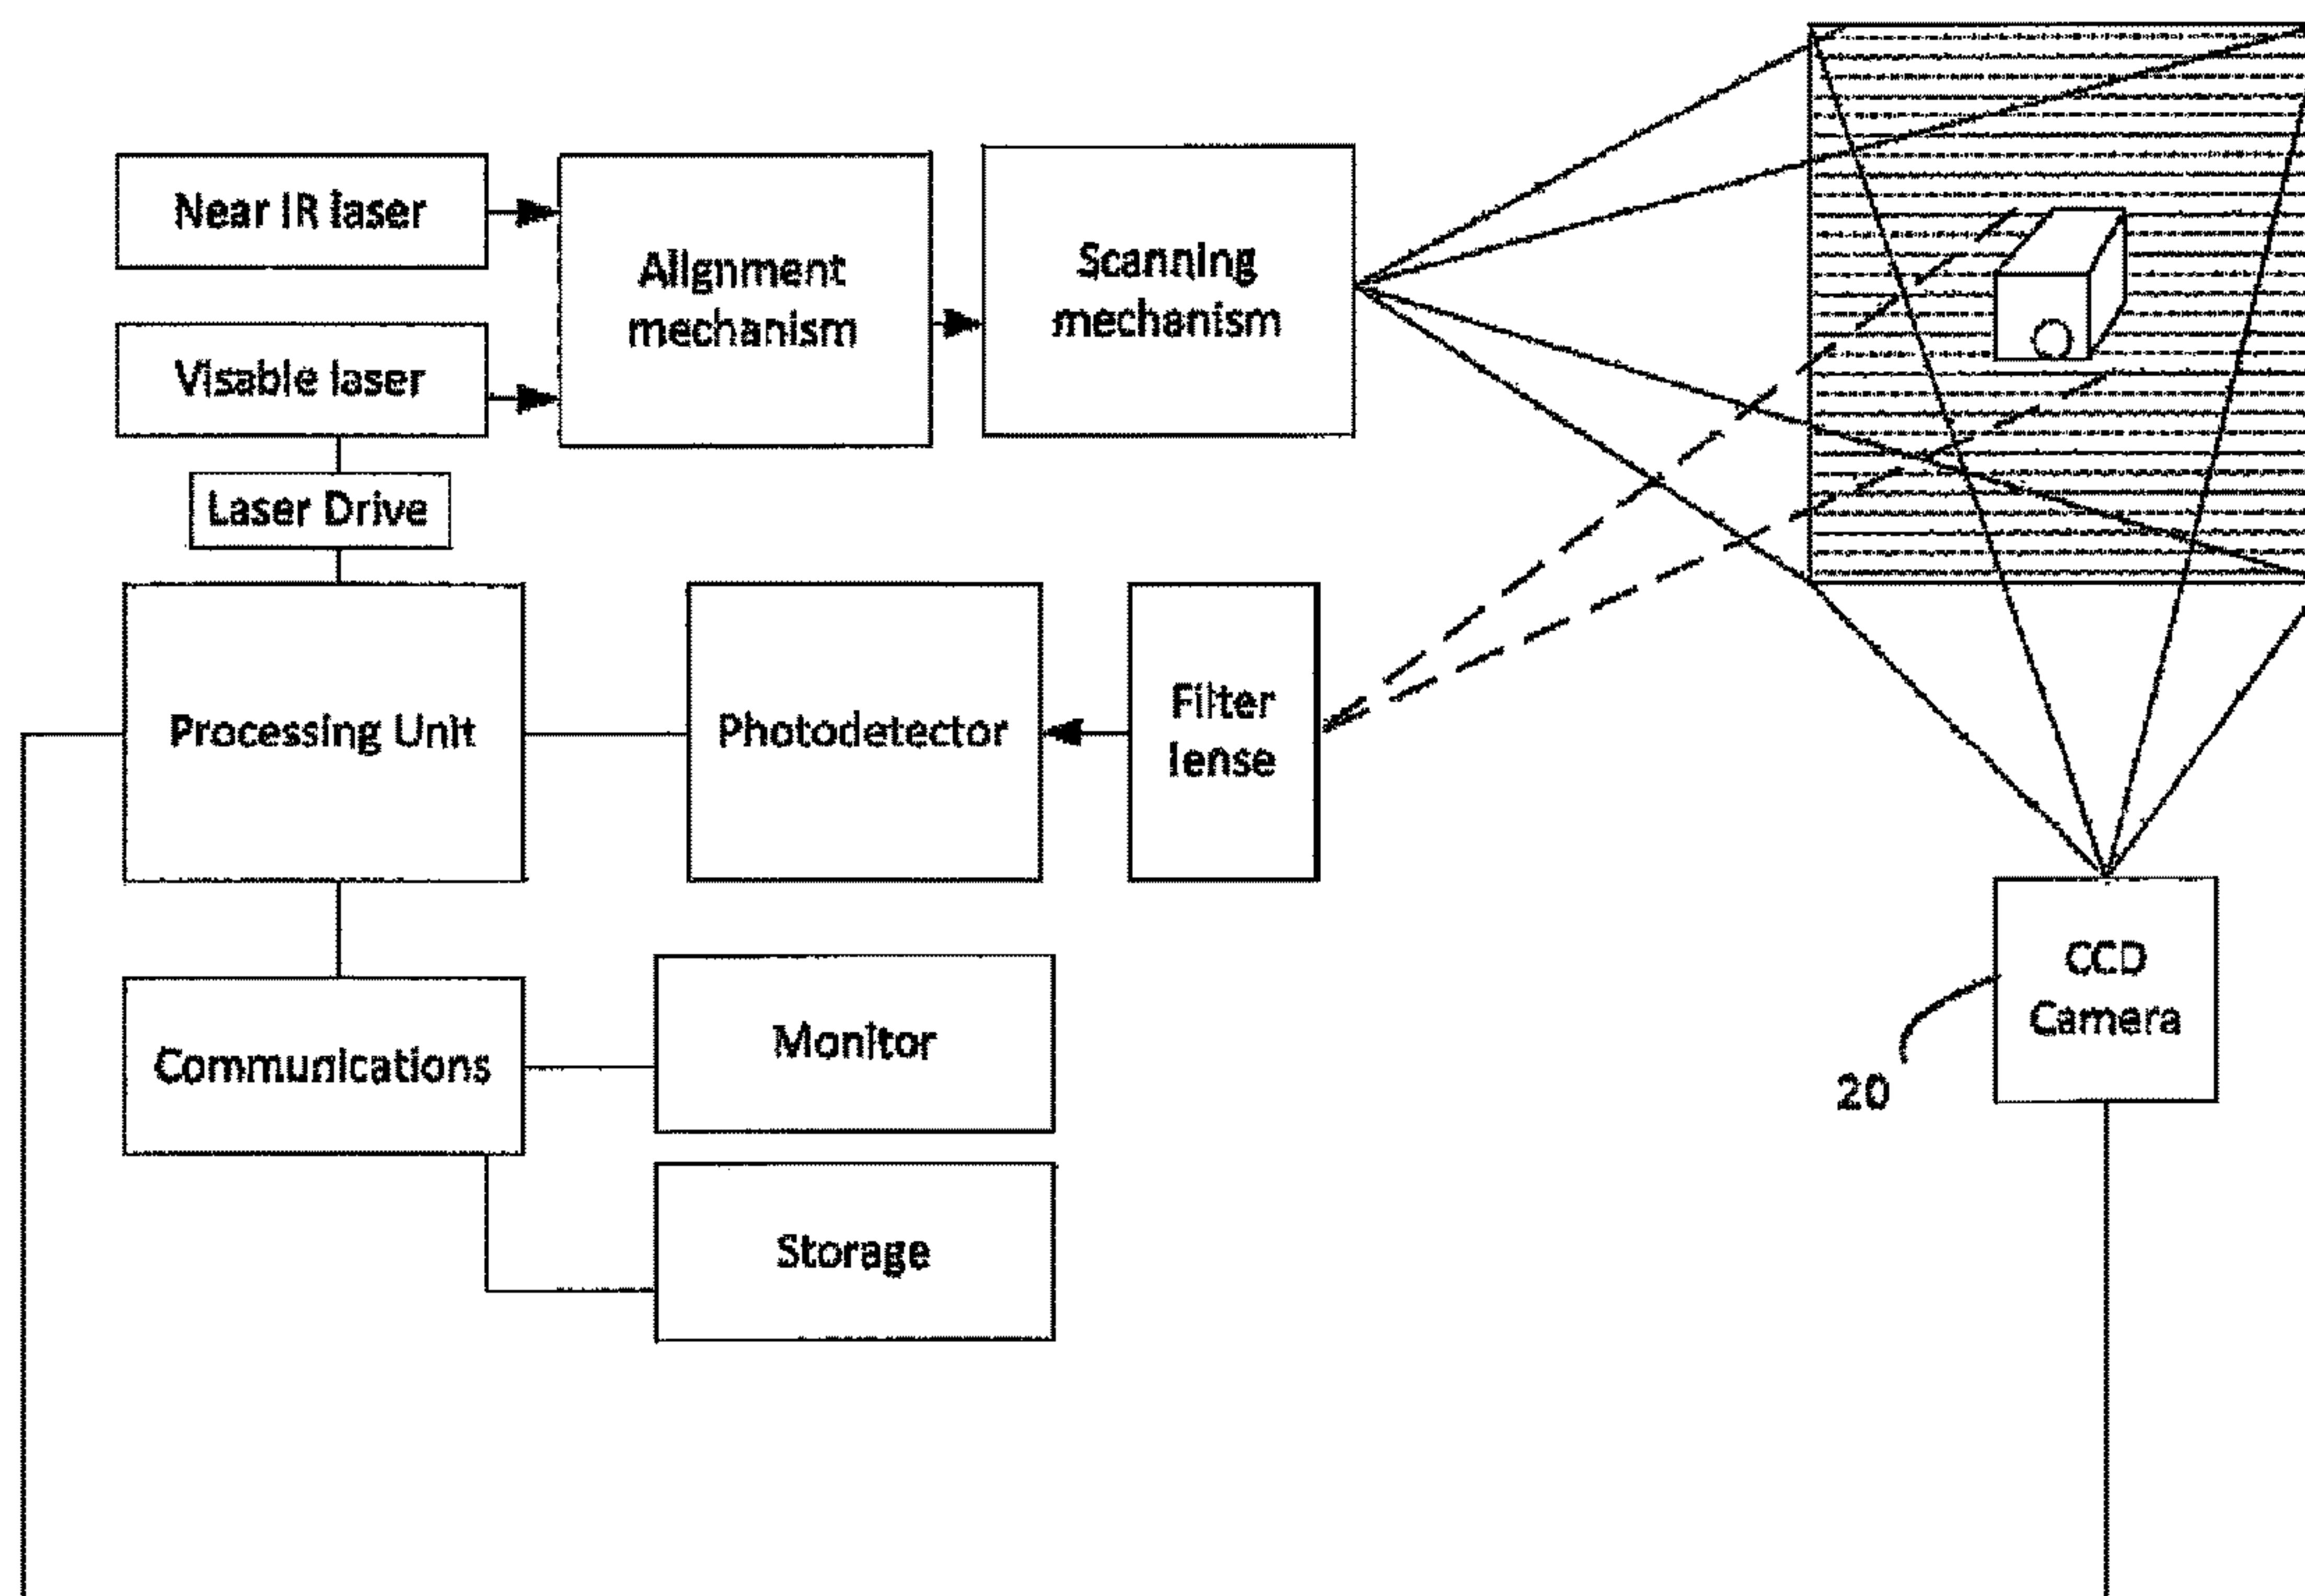 Near IR laser
Visable laser
Alignment
mechanism
Scanning
mechanism
Laser Drive
Processing Unit
Photodetector
Filter
lense
CCD
Camera
20
Communications
Monitor
Storage